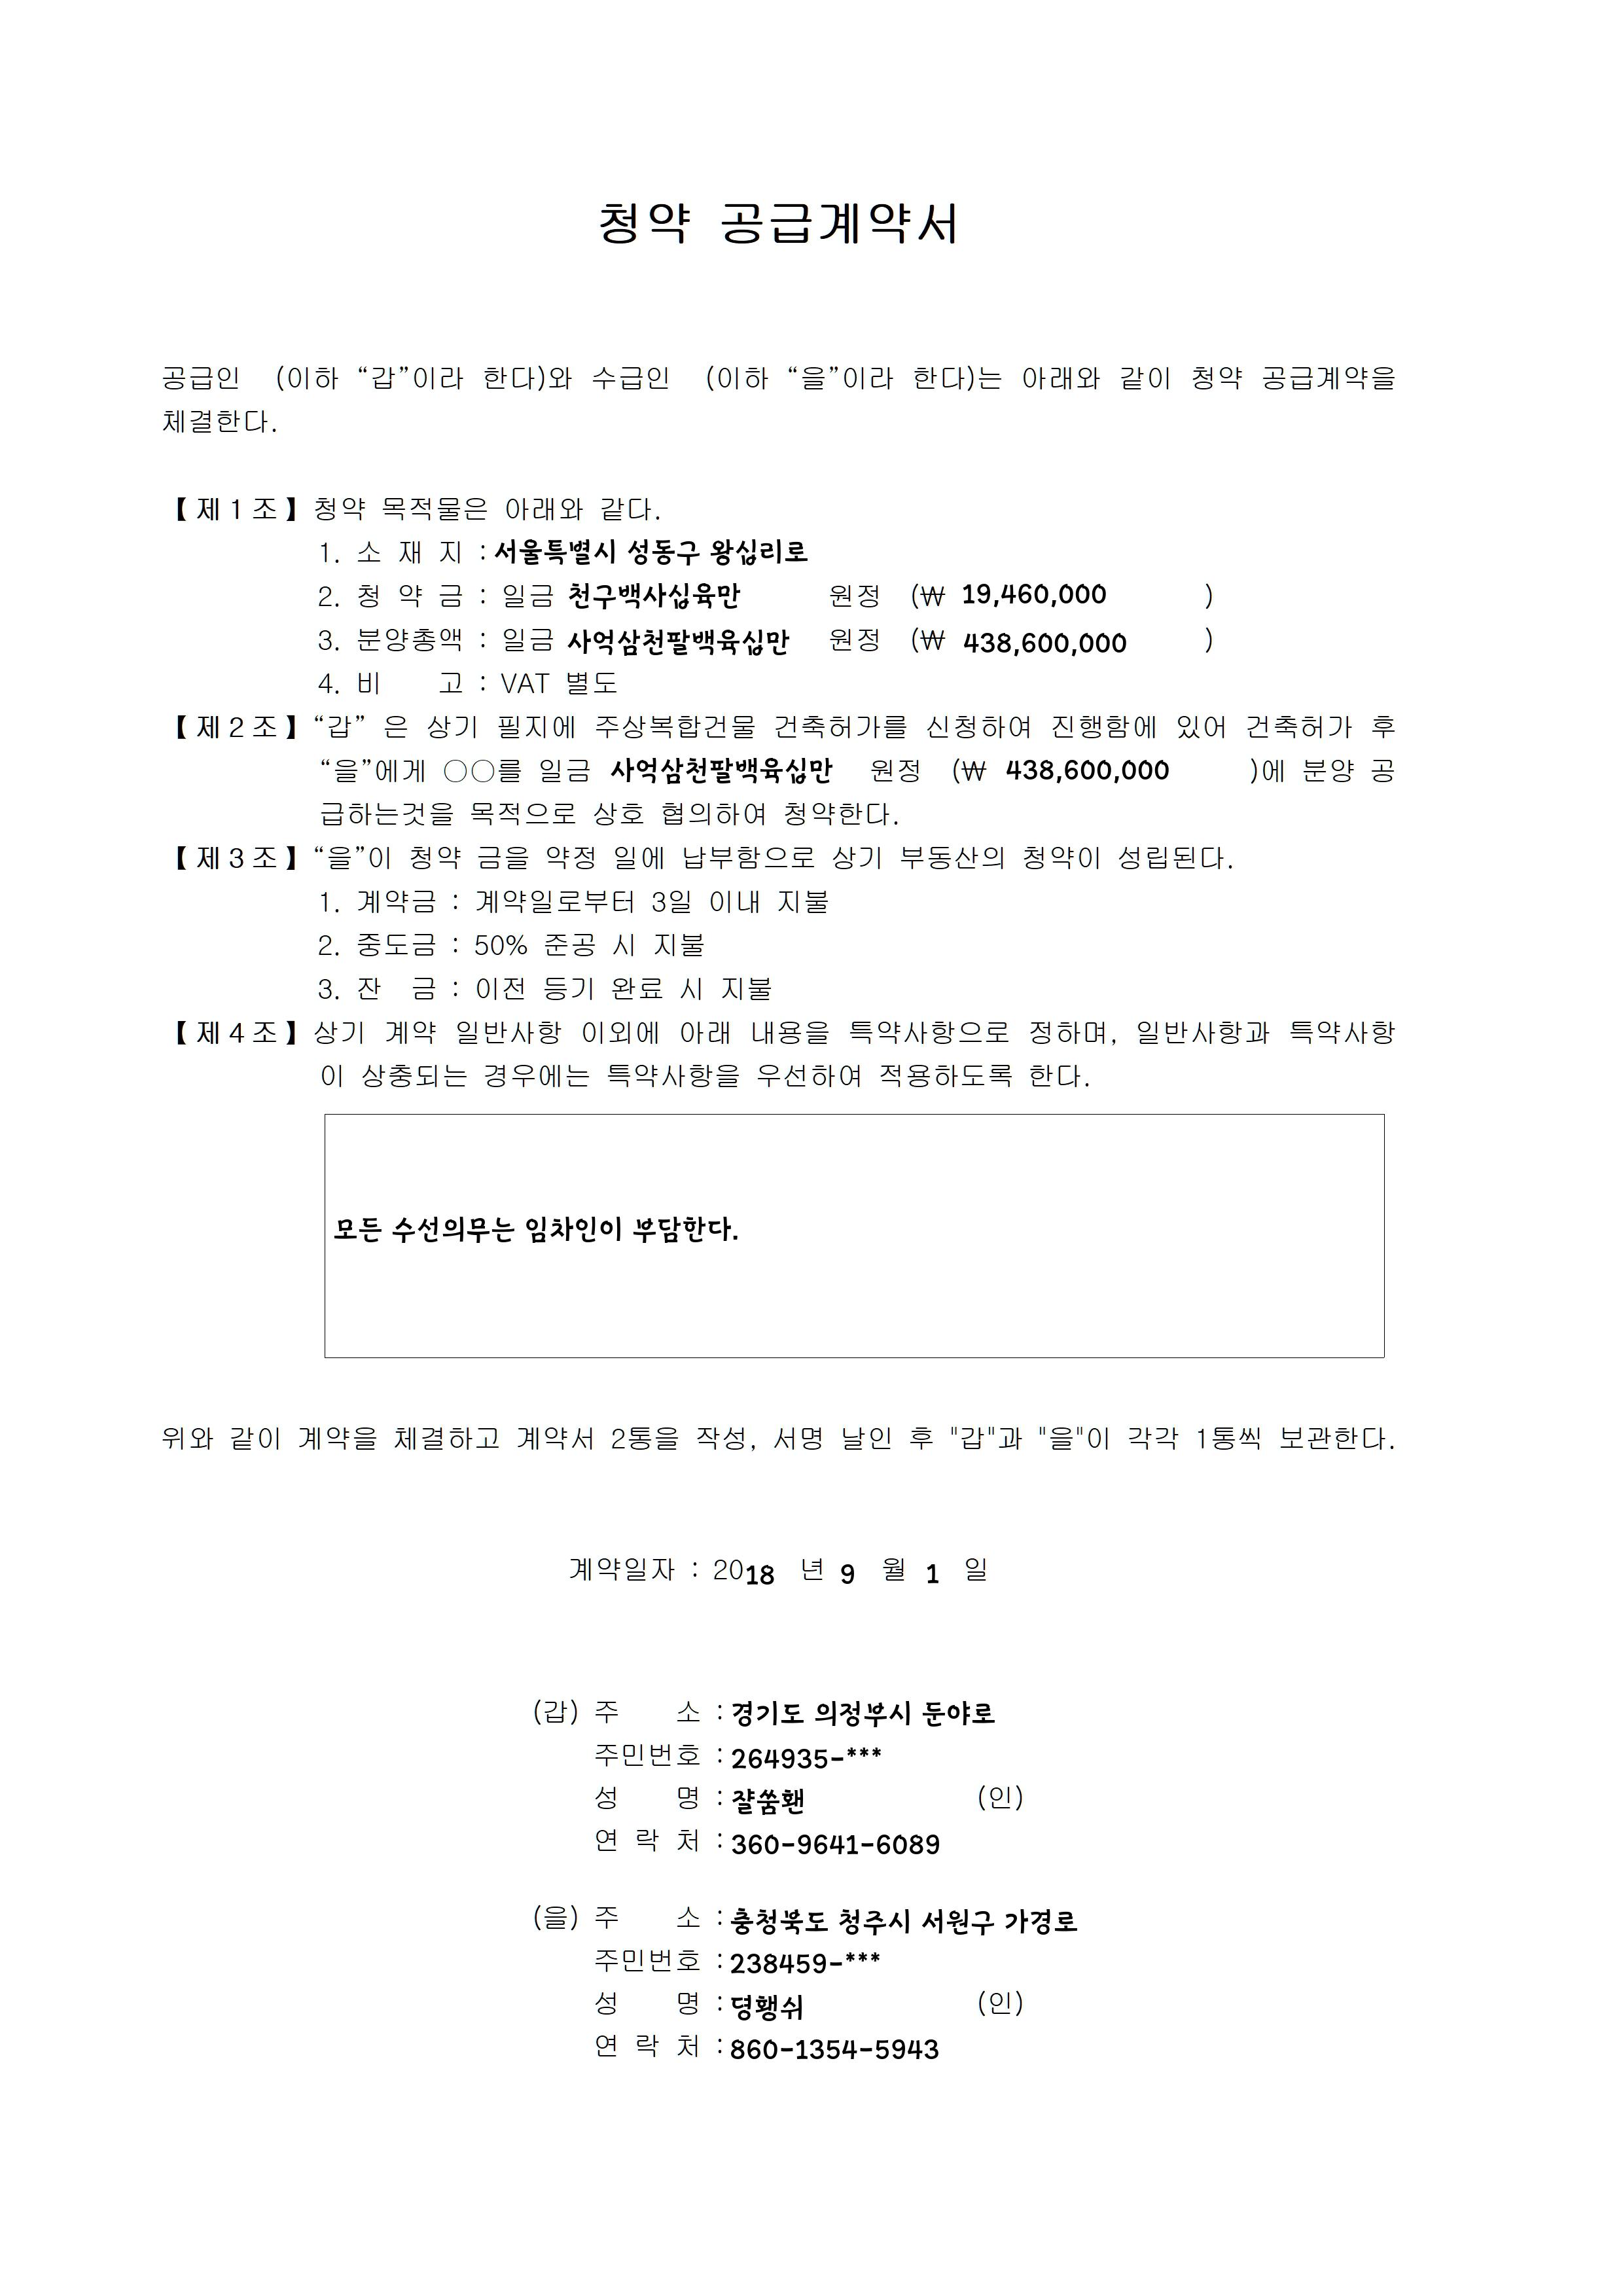 청약 공급계약서
공급인 (이하 “갑”이라 한다)와 수급인 (이하 “을”이라 한다)는 아래와 같이 청약 공급계약을
체결한다.
【제1조】청약 목적물은 아래와 같다.
1. 소 재 지 : 서울특별시 성동구 왕십리로
2. 청 약 금 : 일금 천구백사십육만 원정 (₩ 19,460,000 )
3. 분양총액 : 일금 사억삼천팔백육십만 원정 (₩ 438,600,000 )
4. 비 고 : VAT 별도
【제2조】“갑” 은 상기 필지에 주상복합건물 건축허가를 신청하여 진행함에 있어 건축허가 후
“을”에게 ○○를 일금 사억삼천팔백육십만 원정 (₩ 438,600,000 )에 분양 공
급하는것을 목적으로 상호 협의하여 청약한다.
【제3조】“을”이 청약 금을 약정 일에 납부함으로 상기 부동산의 청약이 성립된다.
1. 계약금 : 계약일로부터 3일 이내 지불
2. 중도금 : 50% 준공 시 지불
3. 잔 금 : 이전 등기 완료 시 지불
【제4조】상기 계약 일반사항 이외에 아래 내용을 특약사항으로 정하며, 일반사항과 특약사항
이 상충되는 경우에는 특약사항을 우선하여 적용하도록 한다.
모든 수선의무는 임차인이 부담한다.
위와 같이 계약을 체결하고 계약서 2통을 작성, 서명 날인 후 "갑"과 "을"이 각각 1통씩 보관한다.
계약일자 : 2018 년 9 월 1 일
(갑) 주 소 : 경기도 의정부시 둔야로
주민번호 : 264935-***
성 명 : 쟐쭘홴 (인)
연 락 처 : 360-9641-6089
(을) 주 소 : 충청북도 청주시 서원구 가경로
주민번호 : 238459-***
성 명 : 뎡횅쉬 (인)
연 락 처 : 860-1354-5943